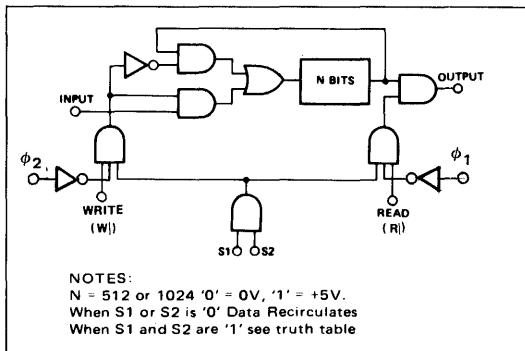 N BITS
OUTPUT
INPUT
ϕ2
ϕ1
WRITE
(W)
READ
(R)
S1 S2
NOTES:
N = 512 or 1024 '0' = 0V, '1' = +5V.
When S1 or S2 is '0' Data Recirculates
When S1 and S2 are '1' see truth table